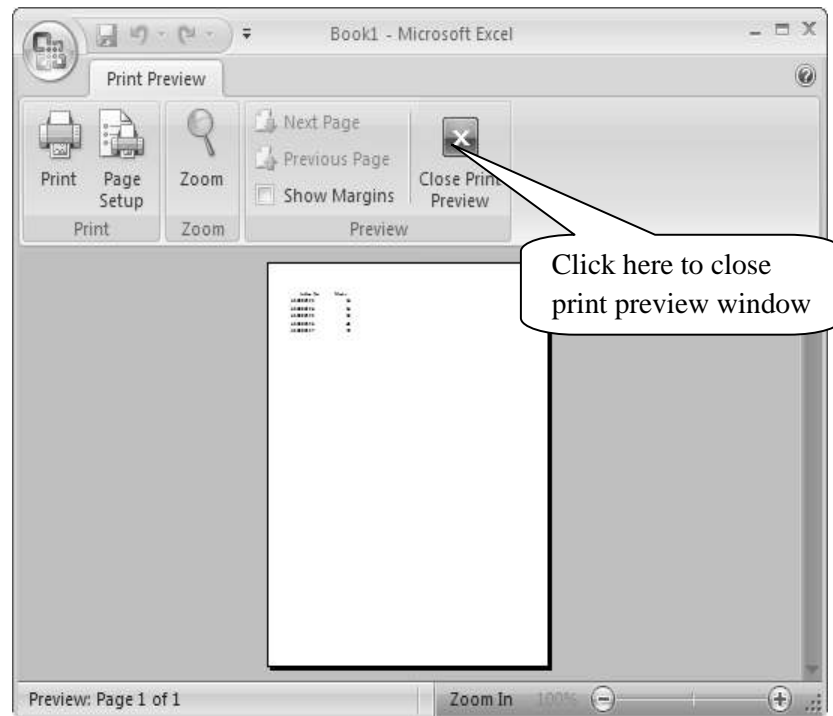 Book1 - Microsoft Excel
Print Preview
Next Page
Previous Page
Print
Page
Setup
Zoom
Show Margins
Close Print
Preview
Print
Zoom
Preview
Click here to close
print preview window
Preview: Page 1 of 1
Zoom In
100%